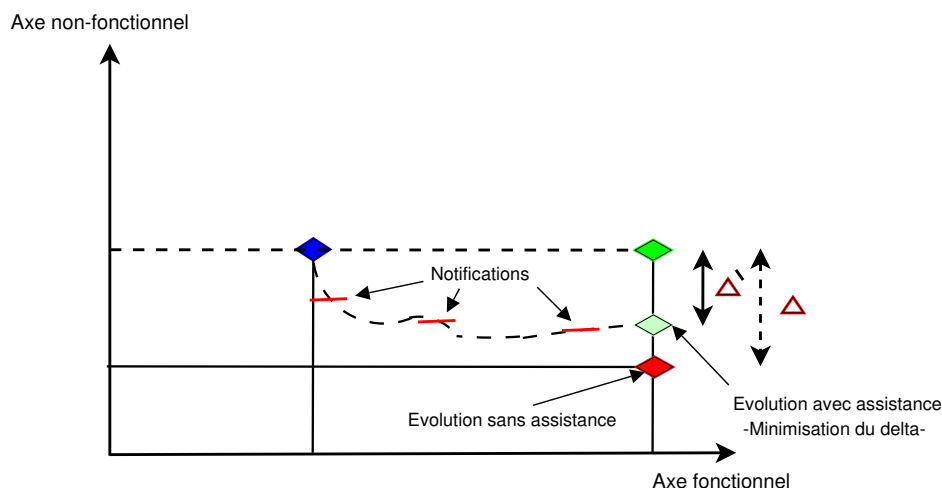 Axe non-fonctionnel
Notifications
Evolution sans assistance
Evolution avec assistance
-Minimisation du delta-
Axe fonctionnel